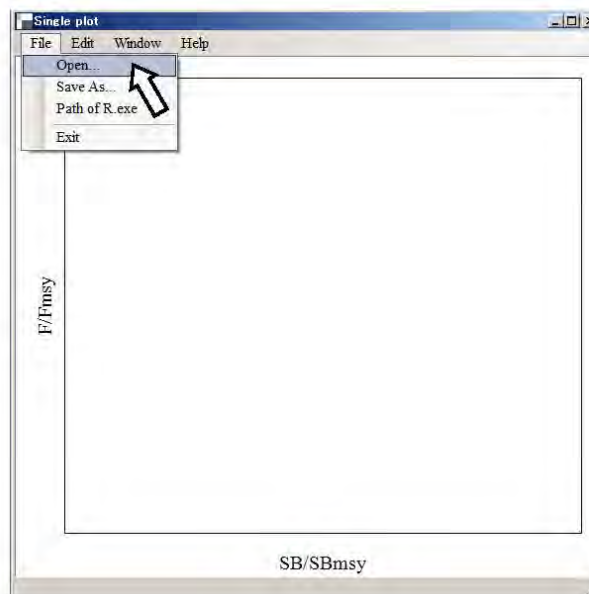 Single plot
File Edit Window Help
Open...
Save As...
Path of R.exe
Exit
F/Fmsy
SB/SBmsy